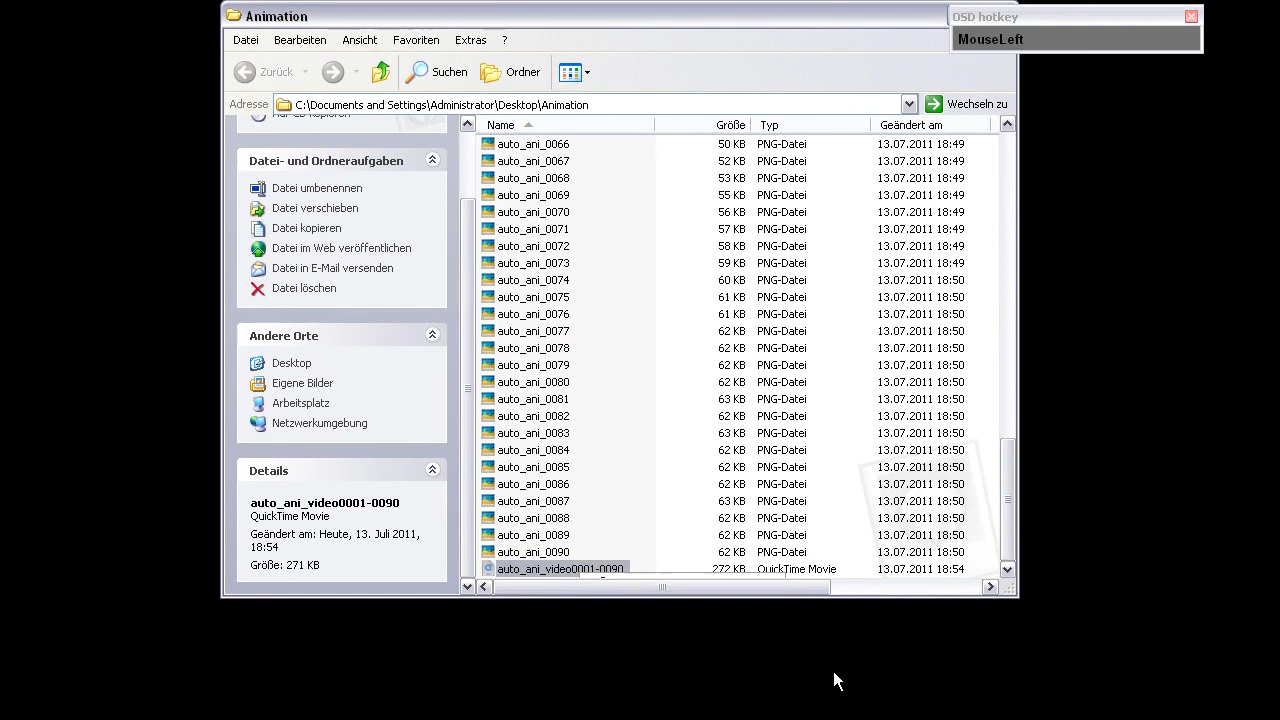 Animation
OSD hotkey
MouseLeft
Datei Bearbeiten Ansicht Favoriten Extras ?
Zurück Suchen Ordner
Adresse C:\Documents and Settings\Administrator\Desktop\Animation Wechseln zu
Datei- und Ordneraufgaben
Datei umbenennen
Datei verschieben
Datei kopieren
Datei im Web veröffentlichen
Datei in E-Mail versenden
Datei löschen
Andere Orte
Desktop
Eigene Bilder
Arbeitsplatz
Netzwerkumgebung
Details
auto_ani_video0001-0090
QuickTime Movie
Geändert am: Heute, 13. Juli 2011,
18:54
Größe: 271 KB
Name Größe Typ Geändert am
auto_ani_0066 50 KB PNG-Datei 13.07.2011 18:49
auto_ani_0067 52 KB PNG-Datei 13.07.2011 18:49
auto_ani_0068 53 KB PNG-Datei 13.07.2011 18:49
auto_ani_0069 55 KB PNG-Datei 13.07.2011 18:49
auto_ani_0070 56 KB PNG-Datei 13.07.2011 18:49
auto_ani_0071 57 KB PNG-Datei 13.07.2011 18:49
auto_ani_0072 58 KB PNG-Datei 13.07.2011 18:49
auto_ani_0073 59 KB PNG-Datei 13.07.2011 18:49
auto_ani_0074 60 KB PNG-Datei 13.07.2011 18:50
auto_ani_0075 61 KB PNG-Datei 13.07.2011 18:50
auto_ani_0076 61 KB PNG-Datei 13.07.2011 18:50
auto_ani_0077 62 KB PNG-Datei 13.07.2011 18:50
auto_ani_0078 62 KB PNG-Datei 13.07.2011 18:50
auto_ani_0079 62 KB PNG-Datei 13.07.2011 18:50
auto_ani_0080 62 KB PNG-Datei 13.07.2011 18:50
auto_ani_0081 63 KB PNG-Datei 13.07.2011 18:50
auto_ani_0082 62 KB PNG-Datei 13.07.2011 18:50
auto_ani_0083 63 KB PNG-Datei 13.07.2011 18:50
auto_ani_0084 62 KB PNG-Datei 13.07.2011 18:50
auto_ani_0085 62 KB PNG-Datei 13.07.2011 18:50
auto_ani_0086 62 KB PNG-Datei 13.07.2011 18:50
auto_ani_0087 63 KB PNG-Datei 13.07.2011 18:50
auto_ani_0088 62 KB PNG-Datei 13.07.2011 18:50
auto_ani_0089 62 KB PNG-Datei 13.07.2011 18:50
auto_ani_0090 62 KB PNG-Datei 13.07.2011 18:50
auto_ani_video0001-0090 272 KB QuickTime Movie 13.07.2011 18:54